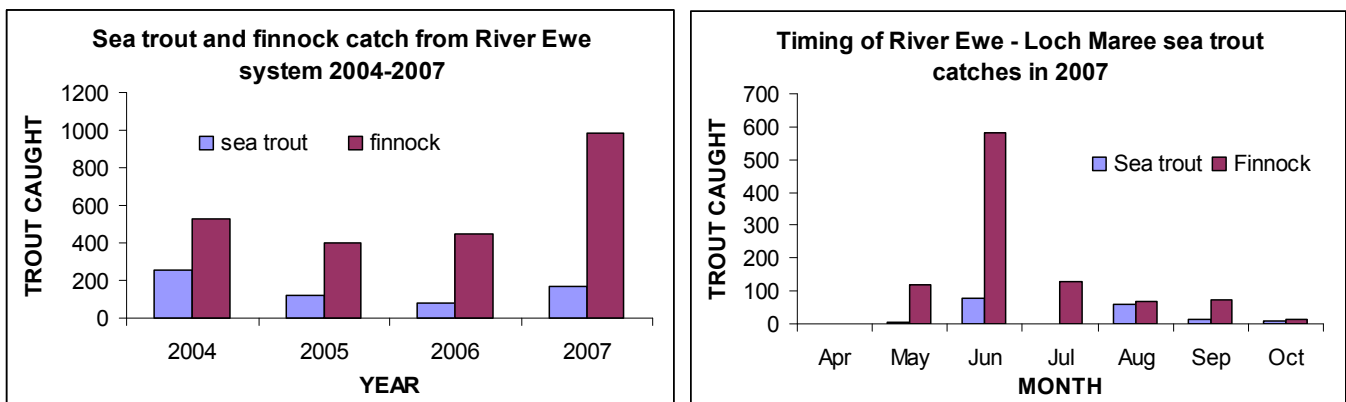 Sea trout and finnock catch from River Ewe
system 2004-2007
TROUT CAUGHT
1200
1000
800
600
400
200
0
sea trout finnock
2004 2005 2006 2007
YEAR
Timing of River Ewe - Loch Maree sea trout
catches in 2007
TROUT CAUGHT
700
600
500
400
300
200
100
0
Sea trout Finnock
Apr May Jun Jul Aug Sep Oct
MONTH